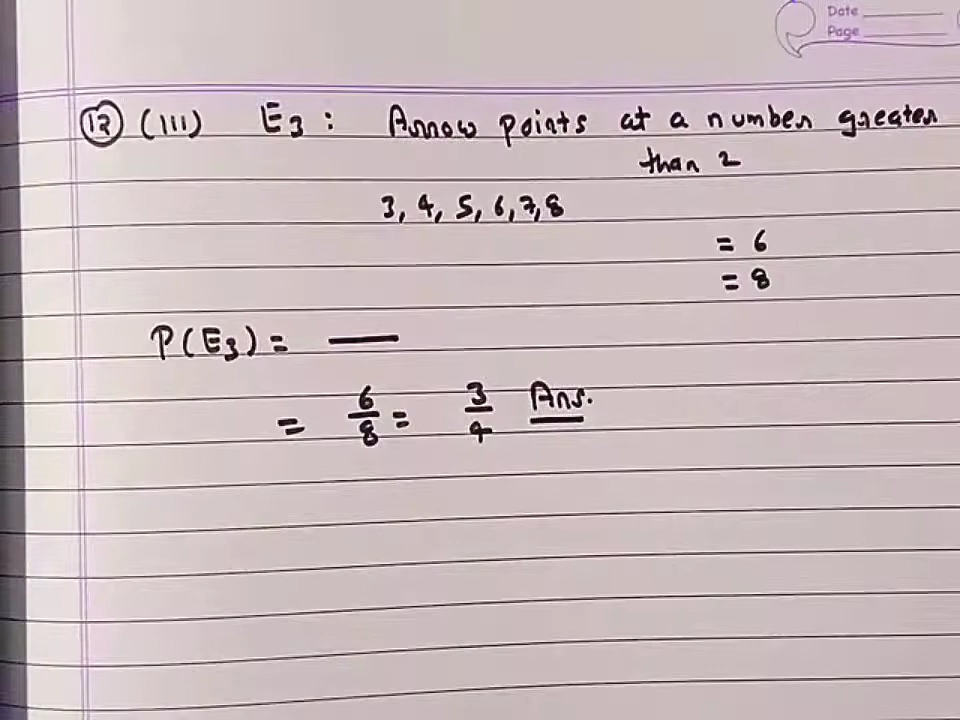 Date
Page
12 (III) E3 : Arrow points at a number greater
than 2
3, 4, 5, 6, 7, 8
= 6
= 8
P(E3) = —
= 6/8 = 3/4 Ans.